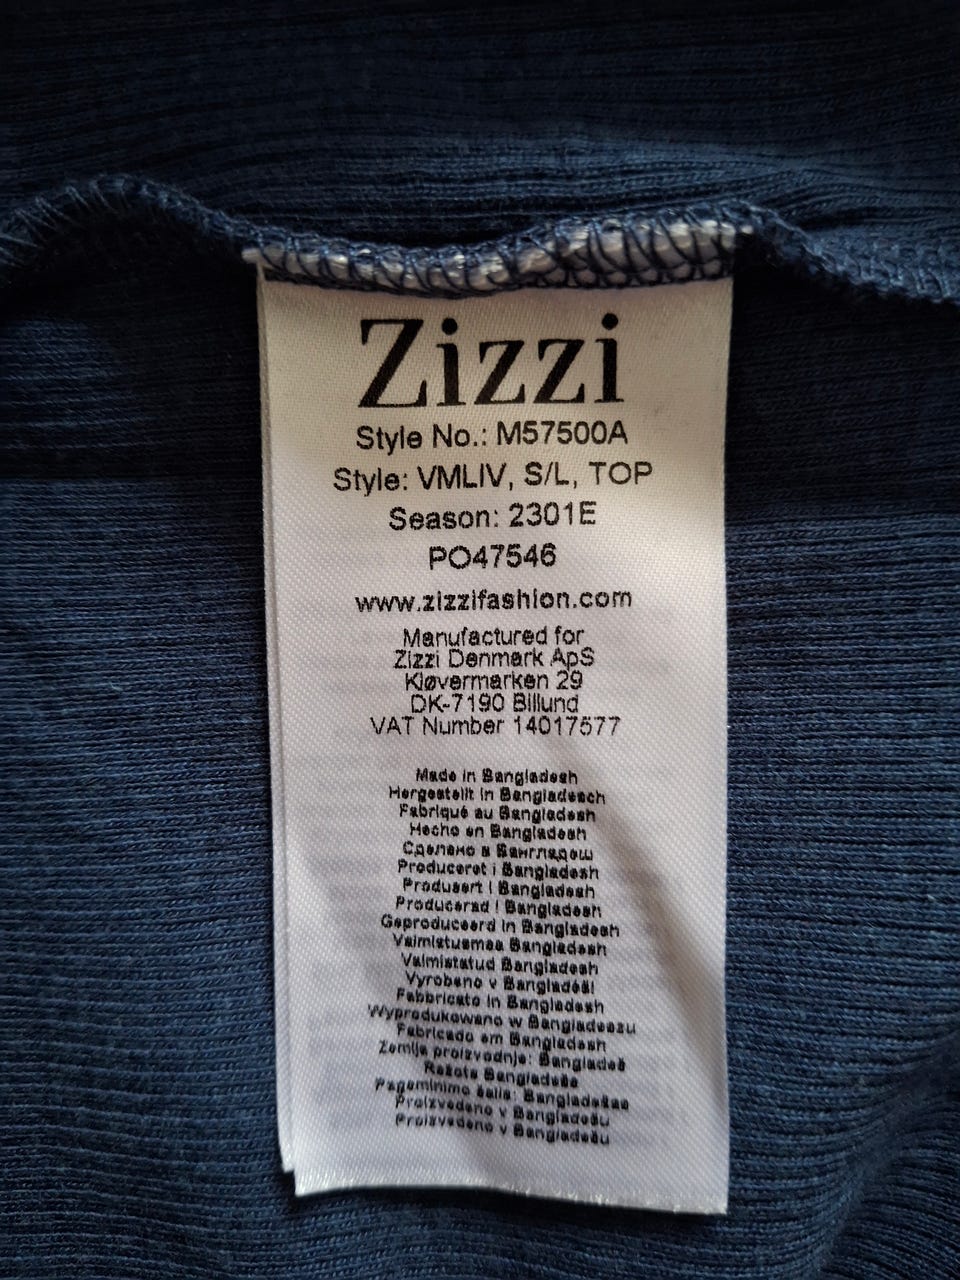 Zizzi
Style No.: M57500A
Style: VMLIV, S/L, TOP
Season: 2301E
PO47546
www.zizzifashion.com
Manufactured for
Zizzi Denmark ApS
Kløvermarken 29
DK-7190 Billund
VAT Number 14017577
Made in Bangladesh
Hergestellt in Bangladesch
Fabriqué au Bangladesh
Hecho en Bangladesh
Сделано в Бангладеш
Produceret i Bangladesh
Produsert i Bangladesh
Producerad i Bangladesh
Geproduceerd in Bangladesh
Valmistusmaa Bangladesh
Valmistatud Bangladesh
Vyrobeno v Bangladéši
Fabbricato in Bangladesh
Wyprodukowano w Bangladeszu
Fabricado em Bangladesh
Zemlja proizvodnje: Bangladeš
Ražots Bangladeša
Pagaminimo šalis: Bangladešas
Proizvedeno v Bangladešu
Proizvedeno v Bangladešu